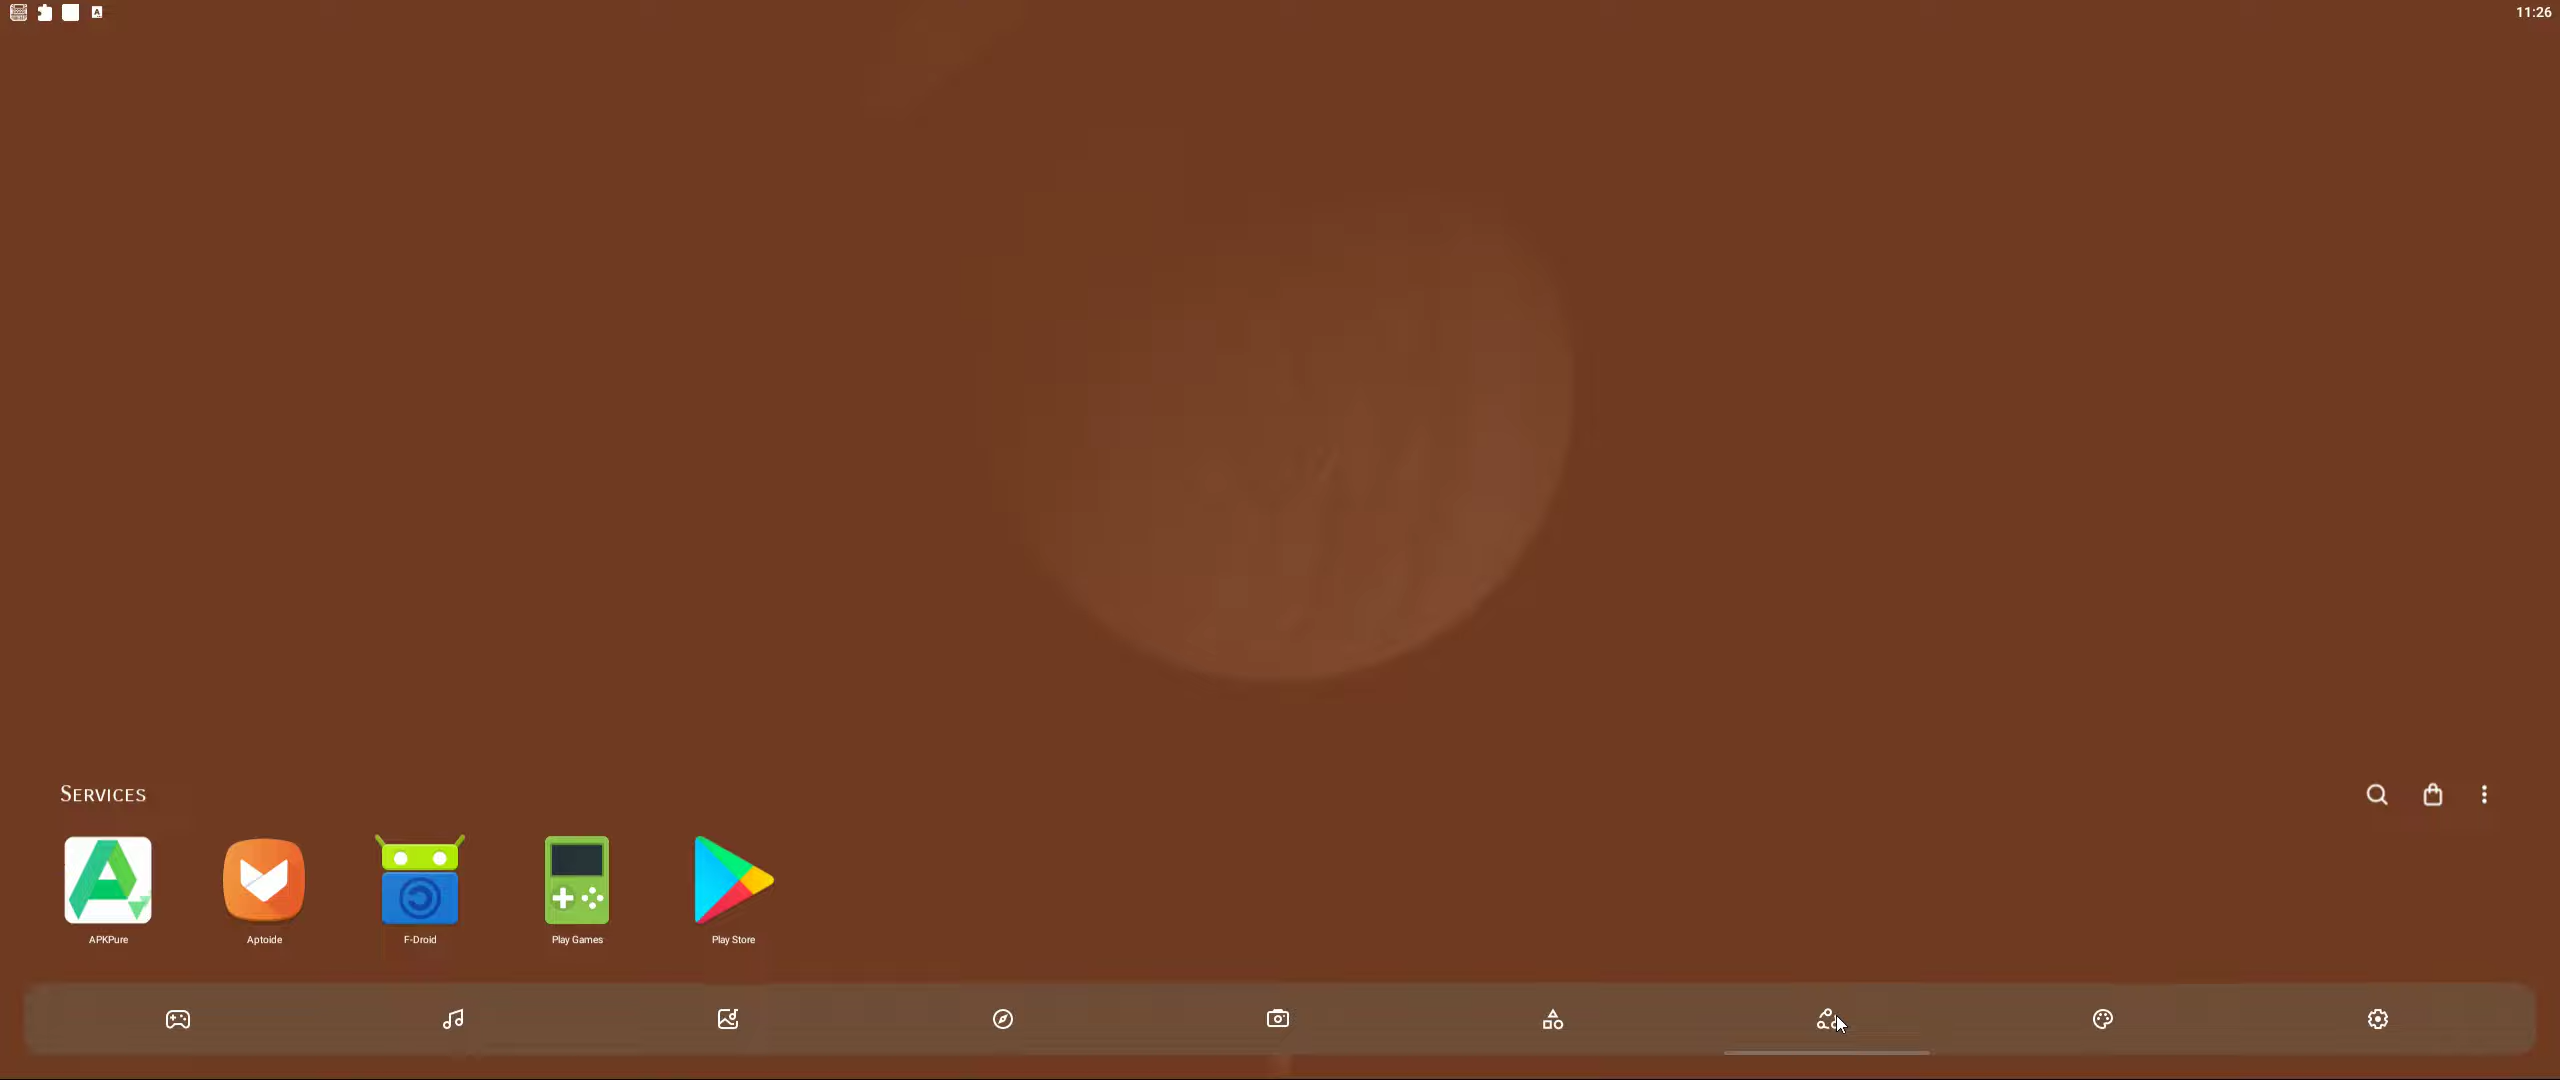 11:26
SERVICES
APKPure
Aptoide
F-Droid
Play Games
Play Store